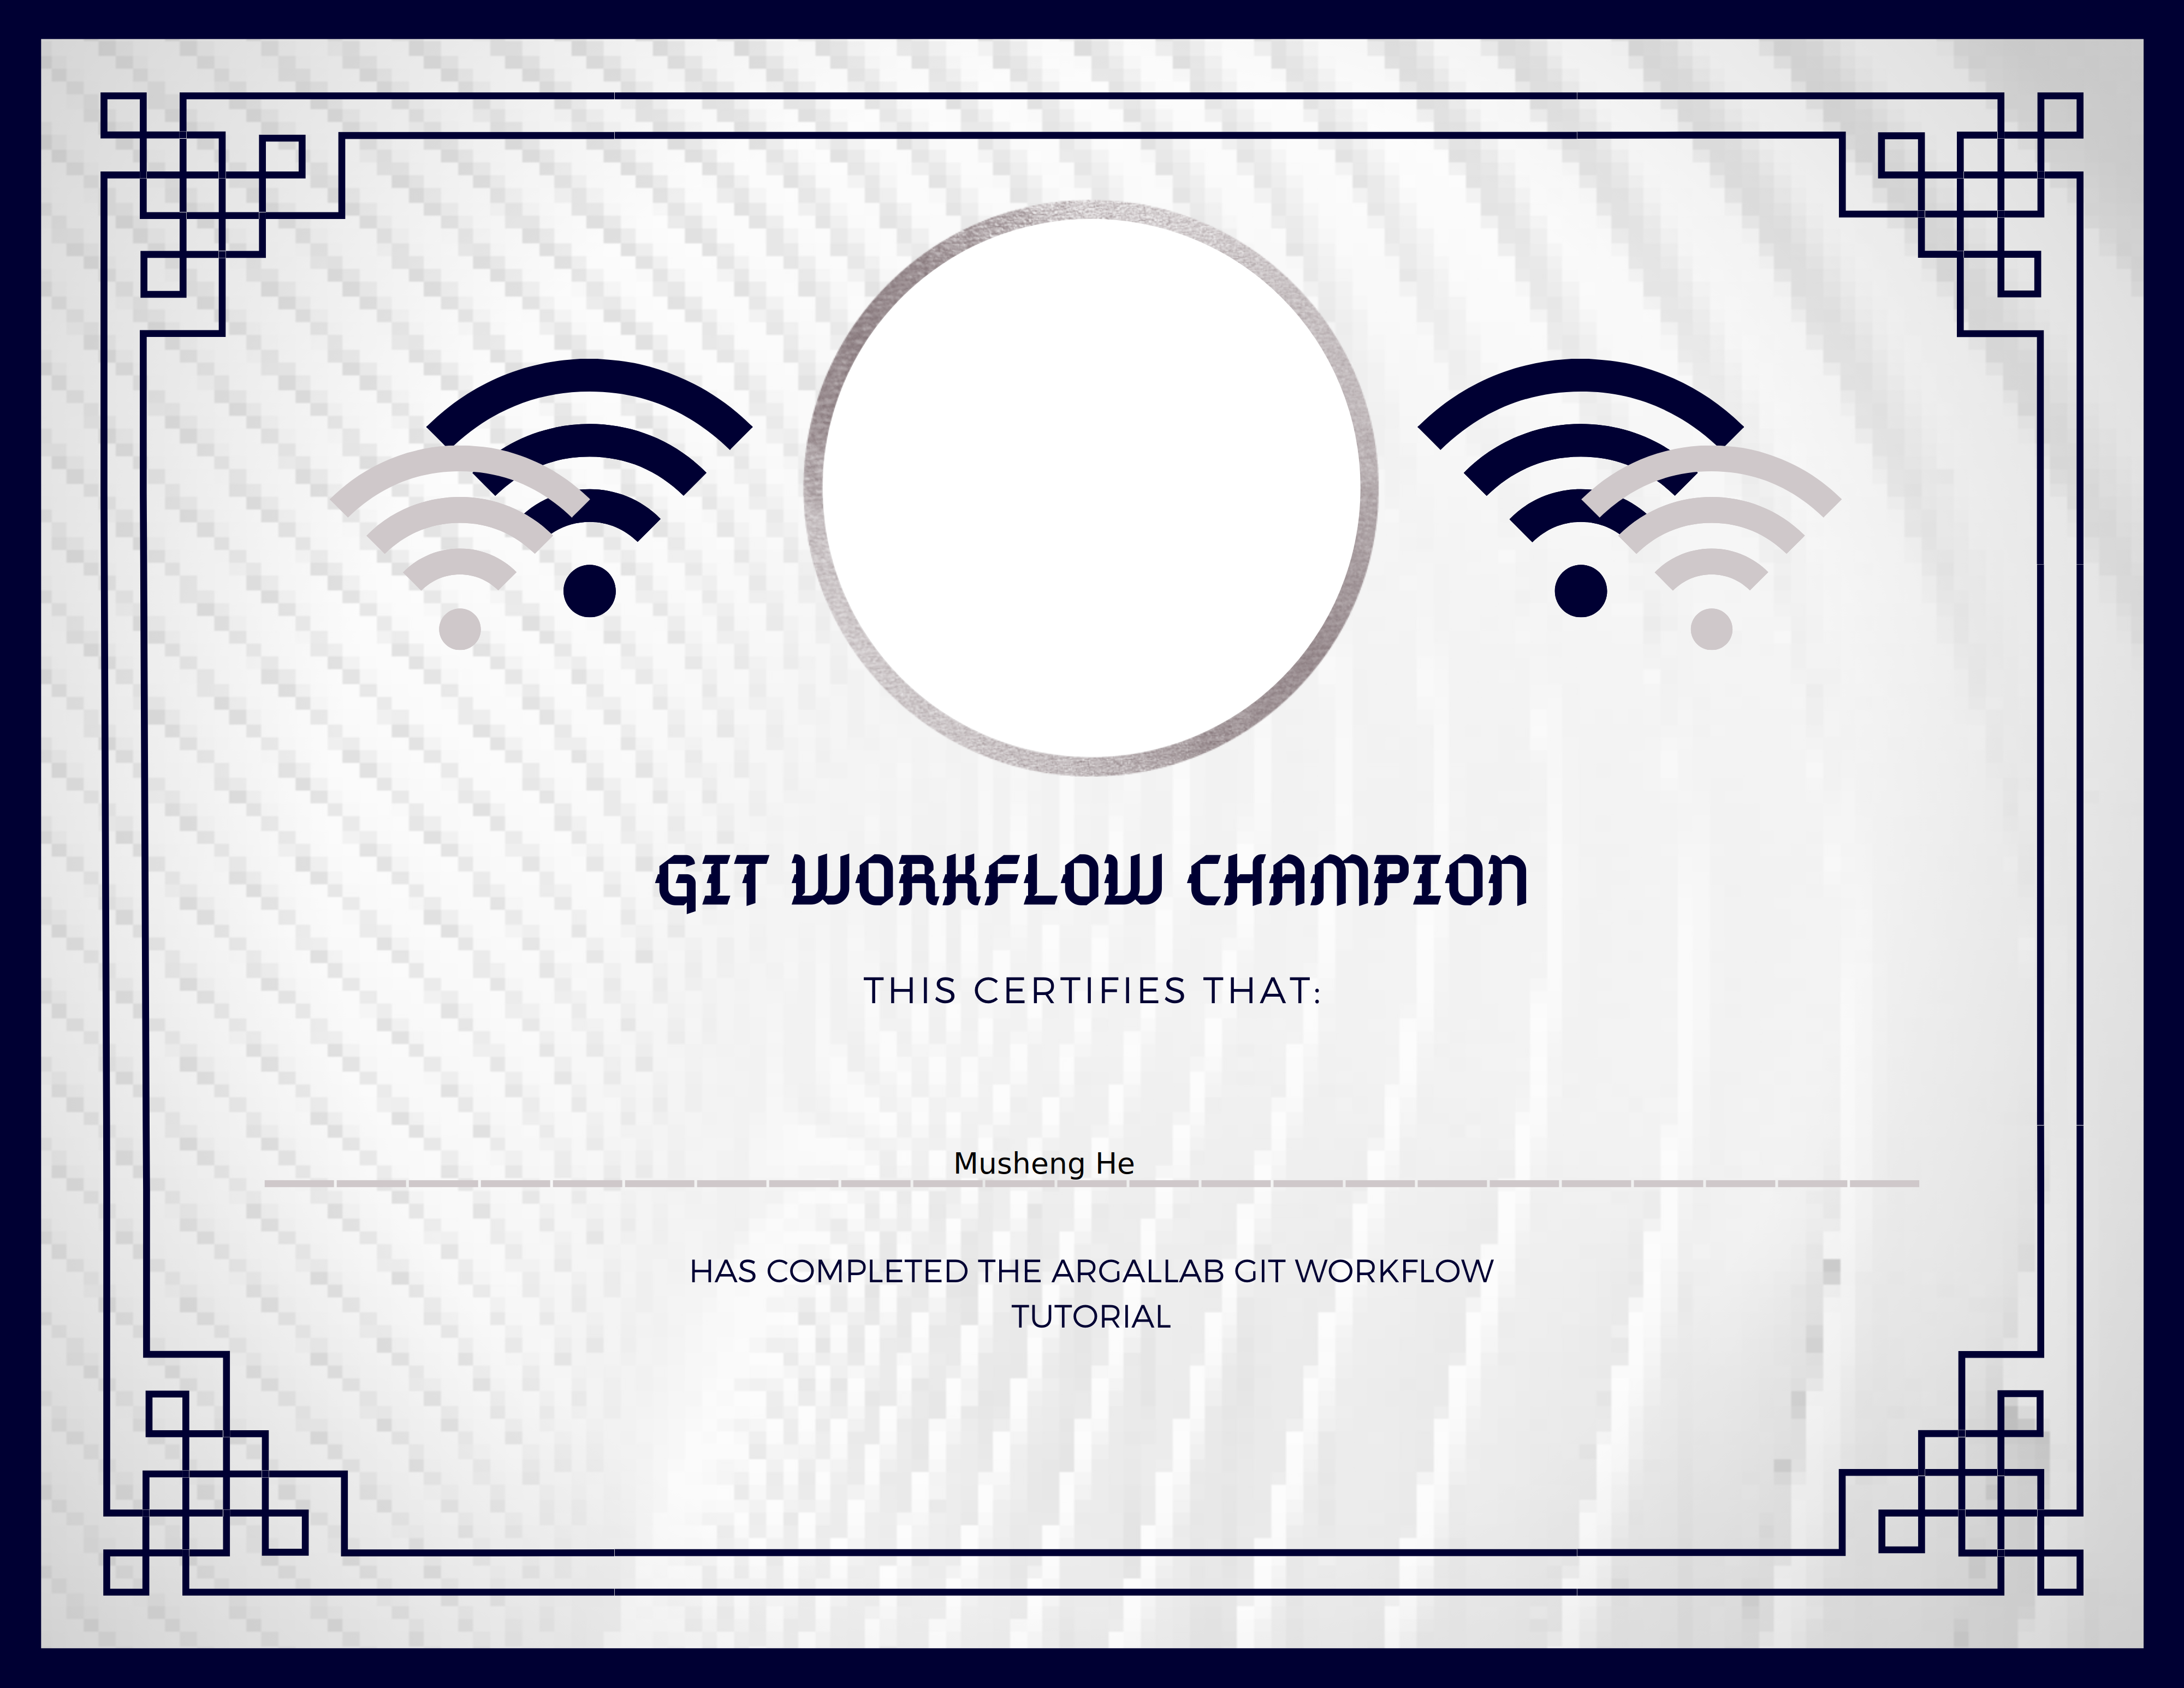 GIT WORKFLOW CHAMPION
THIS CERTIFIES THAT:
Musheng He
HAS COMPLETED THE ARGALLAB GIT WORKFLOW
TUTORIAL